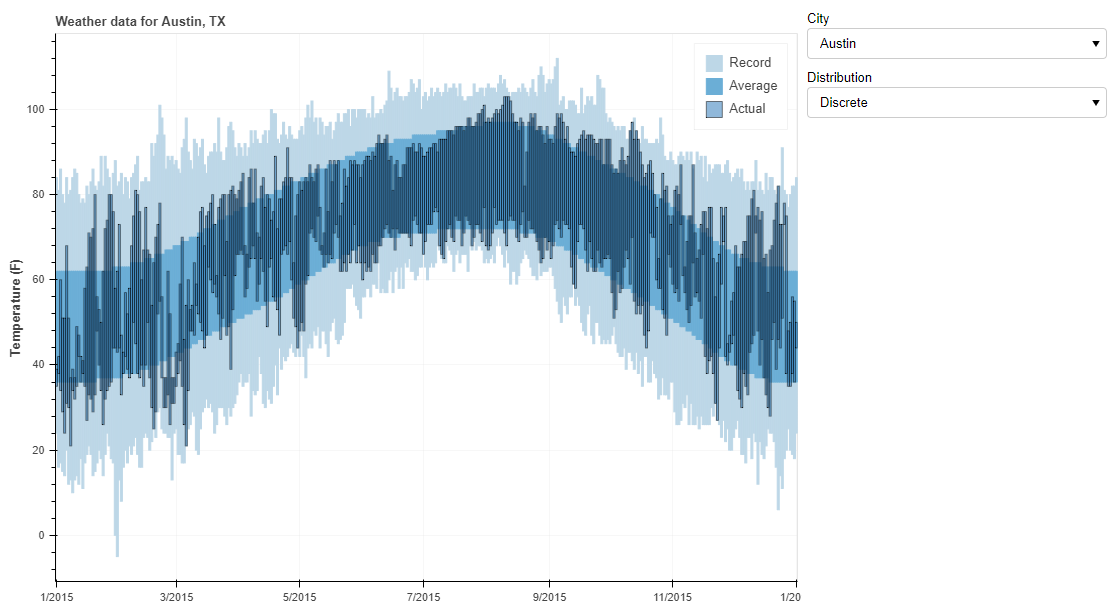 Weather data for Austin, TX
City
Austin
Distribution
Discrete
Record
Average
Actual
Temperature (F)
100
80
60
40
20
0
1/2015
3/2015
5/2015
7/2015
9/2015
11/2015
1/20